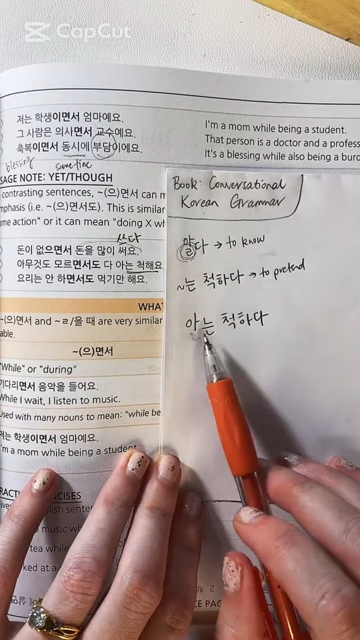 CapCut
저는 학생이면서 엄마예요.
I'm a mom while being a student.
그 사람은 의사면서 교수예요.
That person is a doctor and a profess
축복이면서 동시에 부담이에요.
It's a blessing while also being a burd
blessing
SAGE NOTE: YET/THOUGH
contrasting sentences, ~(으)면서 can m
mphasis (i.e. ~(으)면서도). This is similar
ome action" or it can mean "doing X wh
쓰다
돈이 없으면서 돈을 많이 써요.
아무것도 모르면서도 다 아는 척해요.
요리는 안 하면서도 먹기만 해요.
WHAT
~(으)면서 and ~ㄹ/을 때 are very similar
able.
~(으)면서
"While" or "during"
기다리면서 음악을 들어요.
While I wait, I listen to music.
Used with many nouns to mean: "while be
저는 학생이면서 엄마예요.
I'm a mom while being a student
Book: Conversational
Korean Grammar
알다 → to know
~는 척하다 → to pretend
아는 척하다